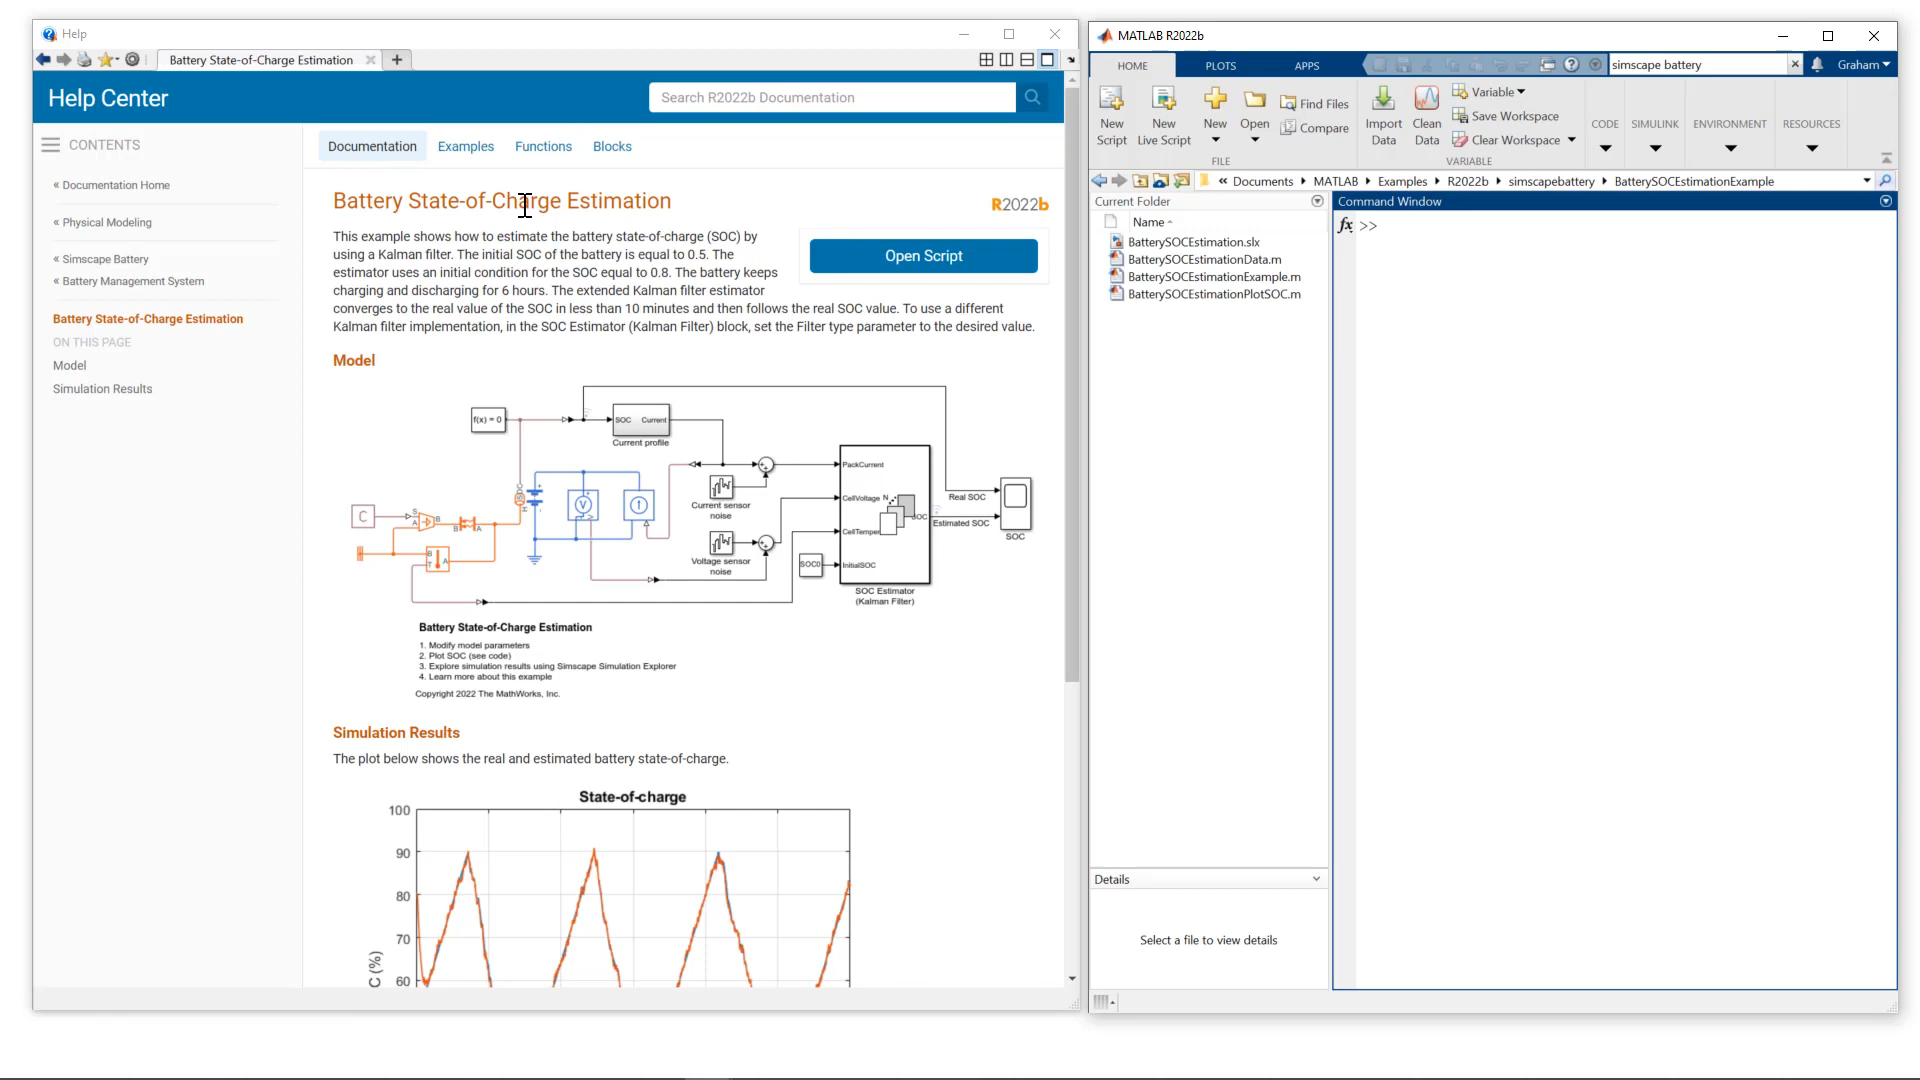 Help
Battery State-of-Charge Estimation
Help Center
Search R2022b Documentation
CONTENTS
« Documentation Home
« Physical Modeling
« Simscape Battery
« Battery Management System
Battery State-of-Charge Estimation
ON THIS PAGE
Model
Simulation Results
Documentation Examples Functions Blocks
Battery State-of-Charge Estimation
R2022b
This example shows how to estimate the battery state-of-charge (SOC) by
using a Kalman filter. The initial SOC of the battery is equal to 0.5. The
estimator uses an initial condition for the SOC equal to 0.8. The battery keeps
charging and discharging for 6 hours. The extended Kalman filter estimator
converges to the real value of the SOC in less than 10 minutes and then follows the real SOC value. To use a different
Kalman filter implementation, in the SOC Estimator (Kalman Filter) block, set the Filter type parameter to the desired value.
Open Script
Model
f(x) = 0
SOC Current
Current profile
C
S
A
B
B A
B
T
A
SOC
H
V
Current sensor
noise
Voltage sensor
noise
SOC0
PackCurrent
CellVoltage
N
SOC
InitialSOC
SOC Estimator
(Kalman Filter)
Real SOC
Estimated SOC
SOC
Battery State-of-Charge Estimation
1. Modify model parameters
2. Plot SOC (see code)
3. Explore simulation results using Simscape Simulation Explorer
4. Learn more about this example
Copyright 2022 The MathWorks, Inc.
Simulation Results
The plot below shows the real and estimated battery state-of-charge.
State-of-charge
100
90
80
70
60
C (%)
MATLAB R2022b
HOME PLOTS APPS
simscape battery
Graham
New
Script
New
Live Script
New
Open
Find Files
Compare
FILE
Import
Data
Clean
Data
Variable
Save Workspace
Clear Workspace
VARIABLE
CODE
SIMULINK
ENVIRONMENT
RESOURCES
« Documents MATLAB Examples R2022b simscapebattery BatterySOCEstimationExample
Current Folder
Name
BatterySOCEstimation.slx
BatterySOCEstimationData.m
BatterySOCEstimationExample.m
BatterySOCEstimationPlotSOC.m
Details
Select a file to view details
Command Window
fx >>